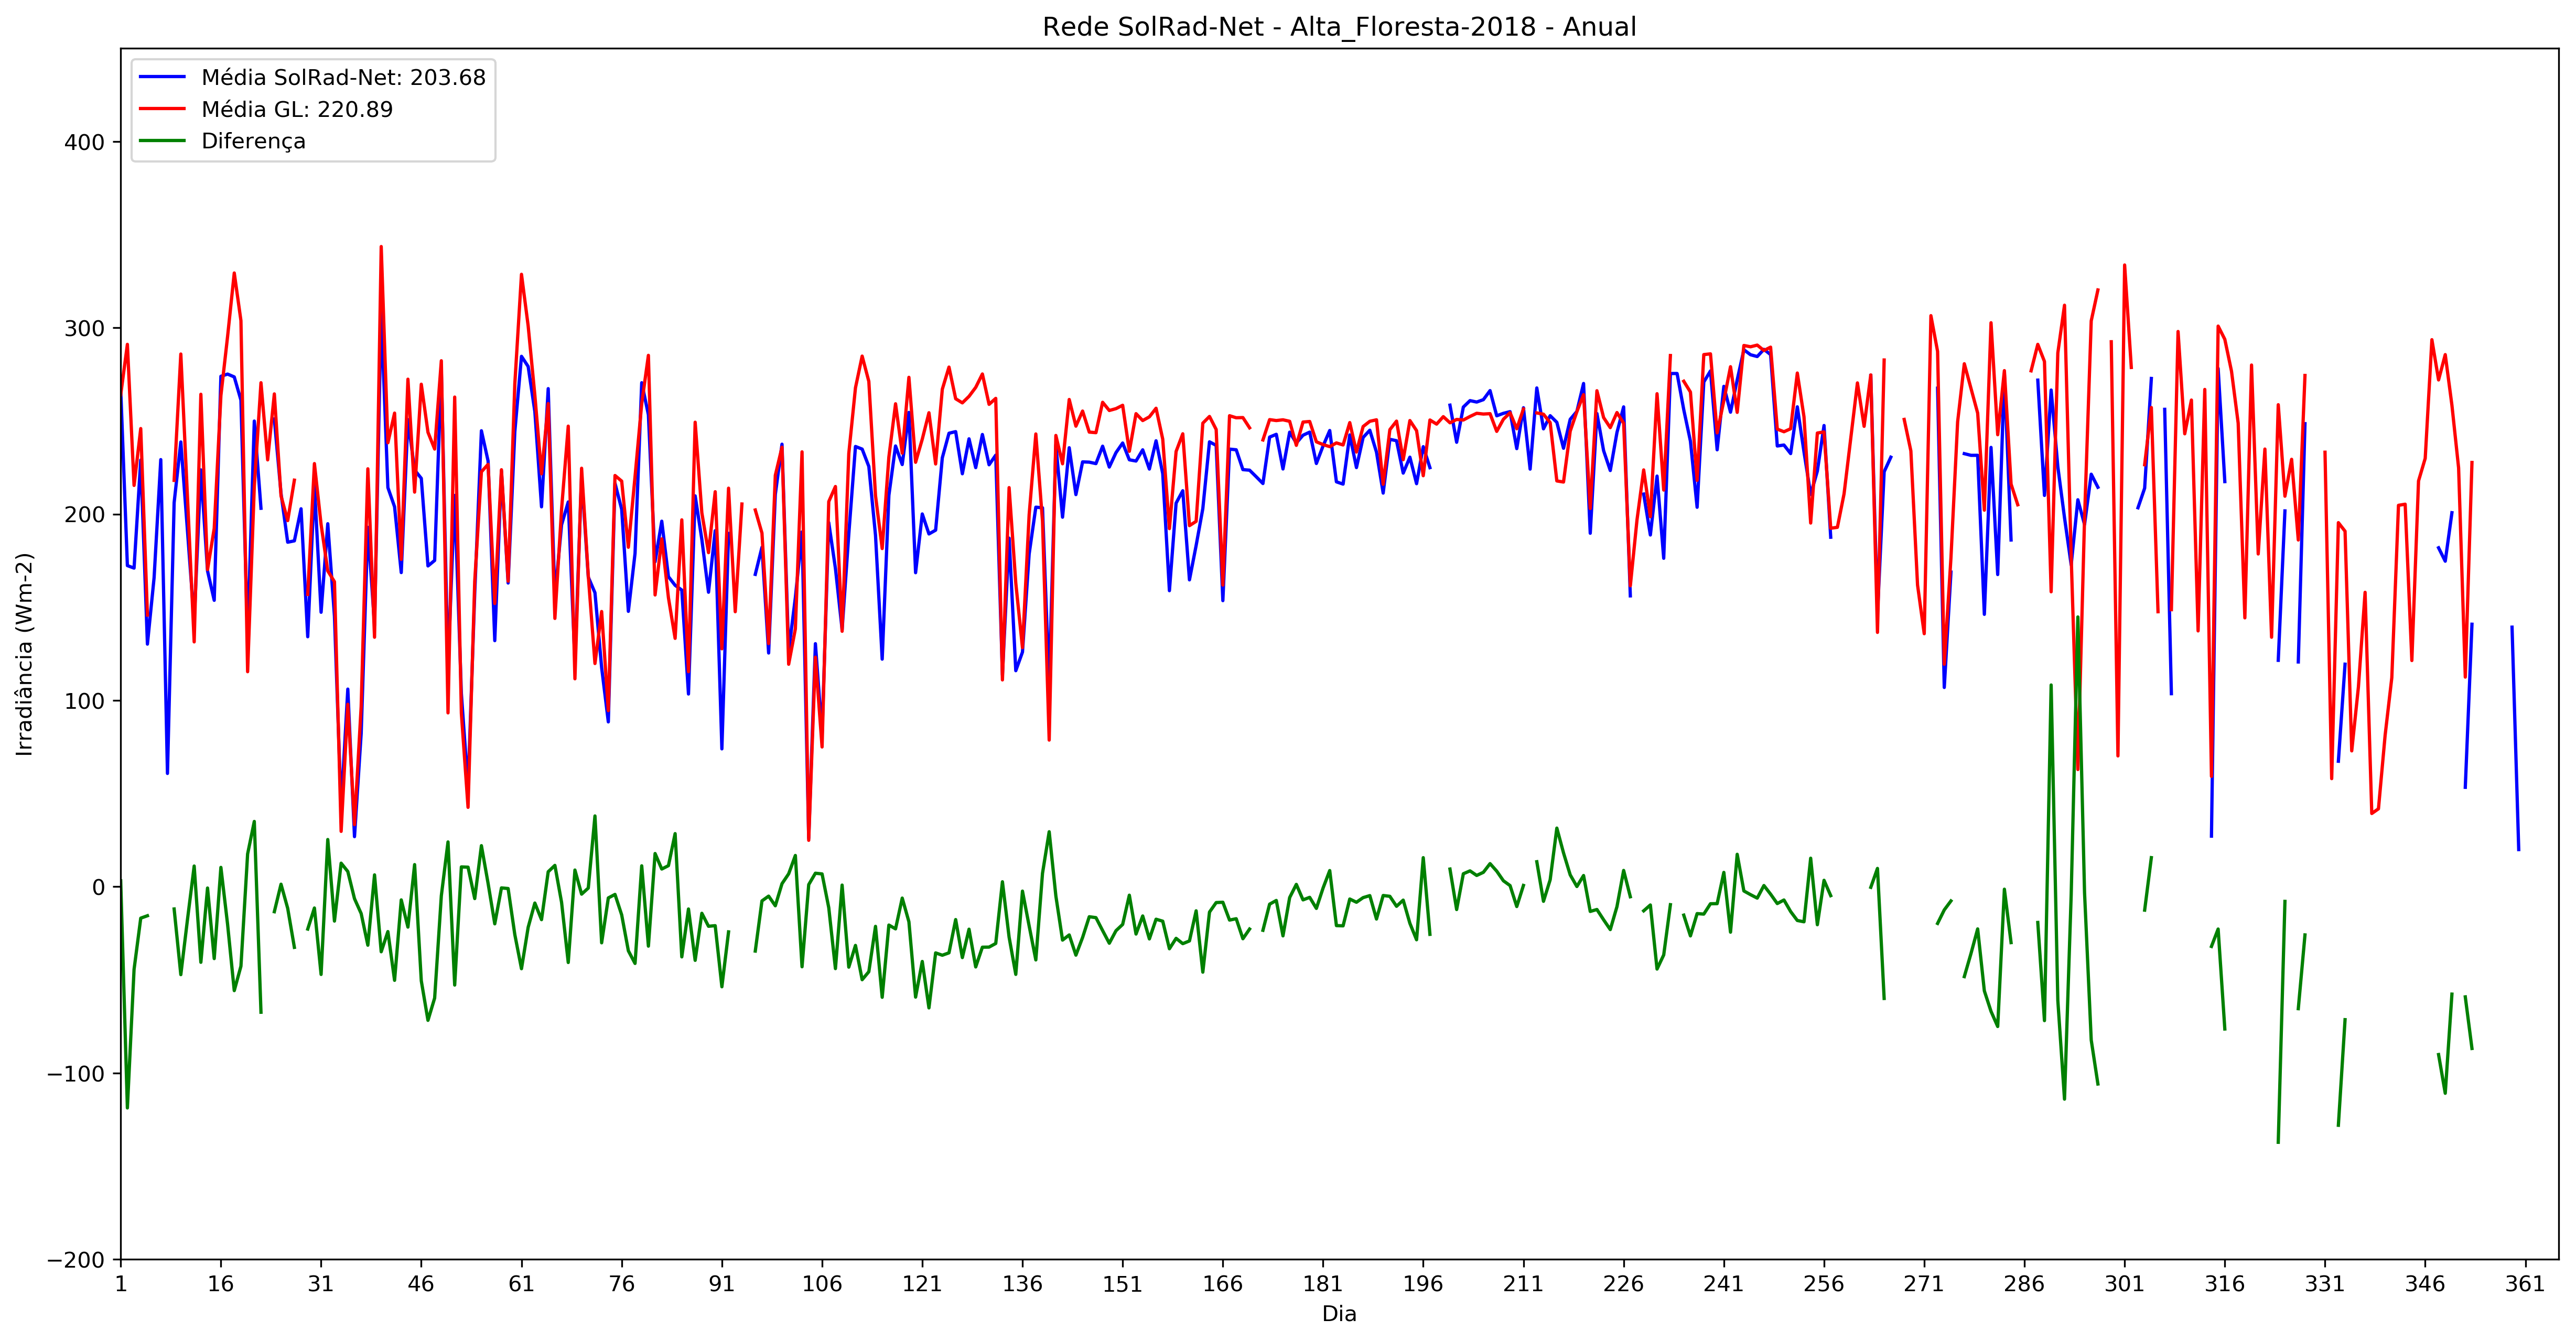 Rede SolRad-Net - Alta_Floresta-2018 - Anual
Média SolRad-Net: 203.68
Média GL: 220.89
Diferença
400
300
200
100
0
−100
−200
Irradiância (Wm-2)
1 16 31 46 61 76 91 106 121 136 151 166 181 196 211 226 241 256 271 286 301 316 331 346 361
Dia